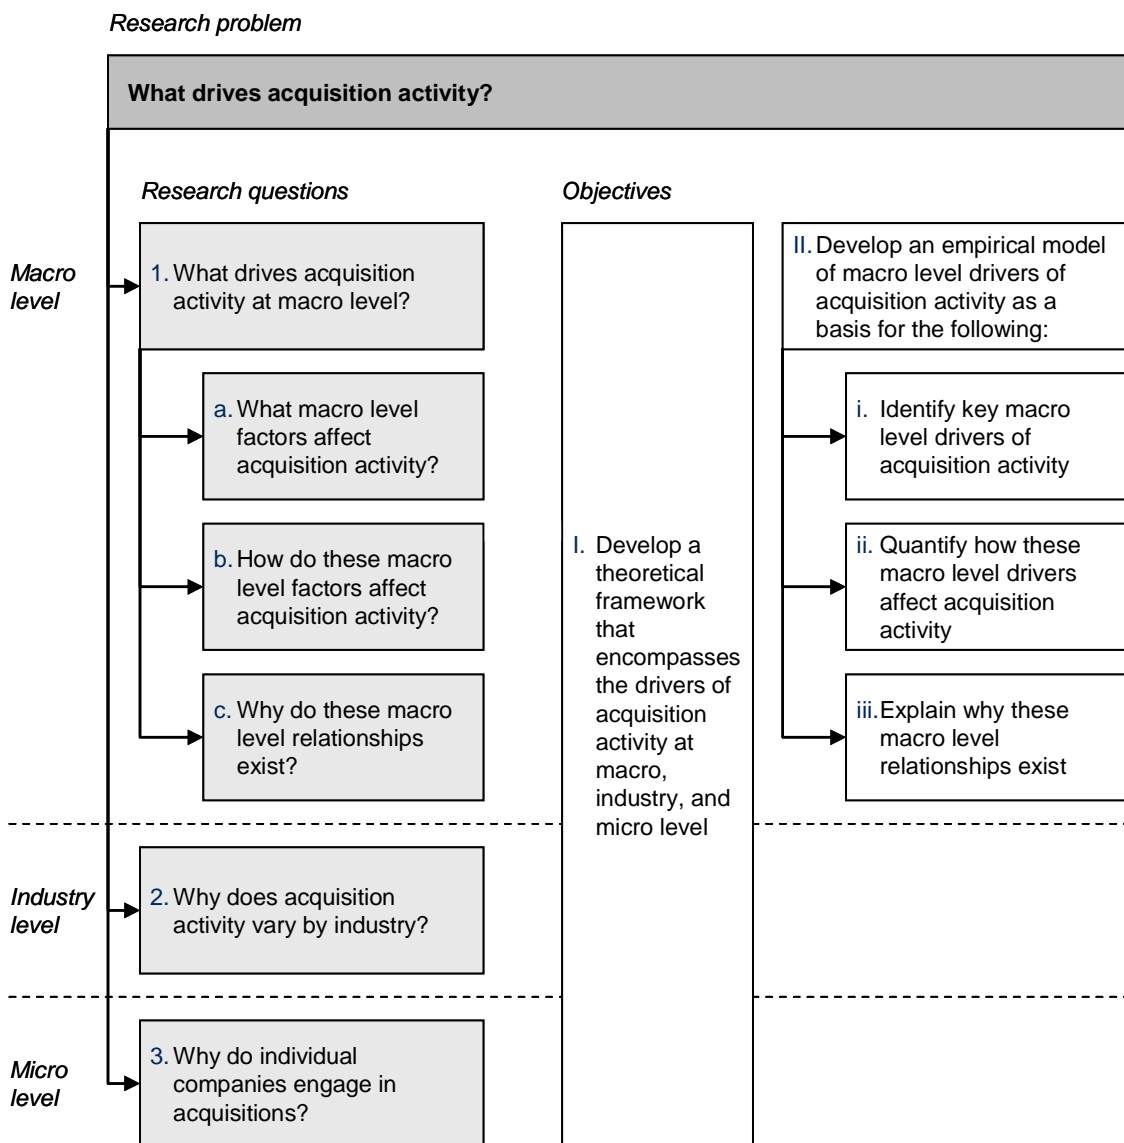 Research problem
What drives acquisition activity?
Research questions
Objectives
Macro
level
1. What drives acquisition
activity at macro level?
a. What macro level
factors affect
acquisition activity?
b. How do these macro
level factors affect
acquisition activity?
c. Why do these macro
level relationships
exist?
I. Develop a
theoretical
framework
that
encompasses
the drivers of
acquisition
activity at
macro,
industry, and
micro level
II. Develop an empirical model
of macro level drivers of
acquisition activity as a
basis for the following:
i. Identify key macro
level drivers of
acquisition activity
ii. Quantify how these
macro level drivers
affect acquisition
activity
iii. Explain why these
macro level
relationships exist
Industry
level
2. Why does acquisition
activity vary by industry?
Micro
level
3. Why do individual
companies engage in
acquisitions?